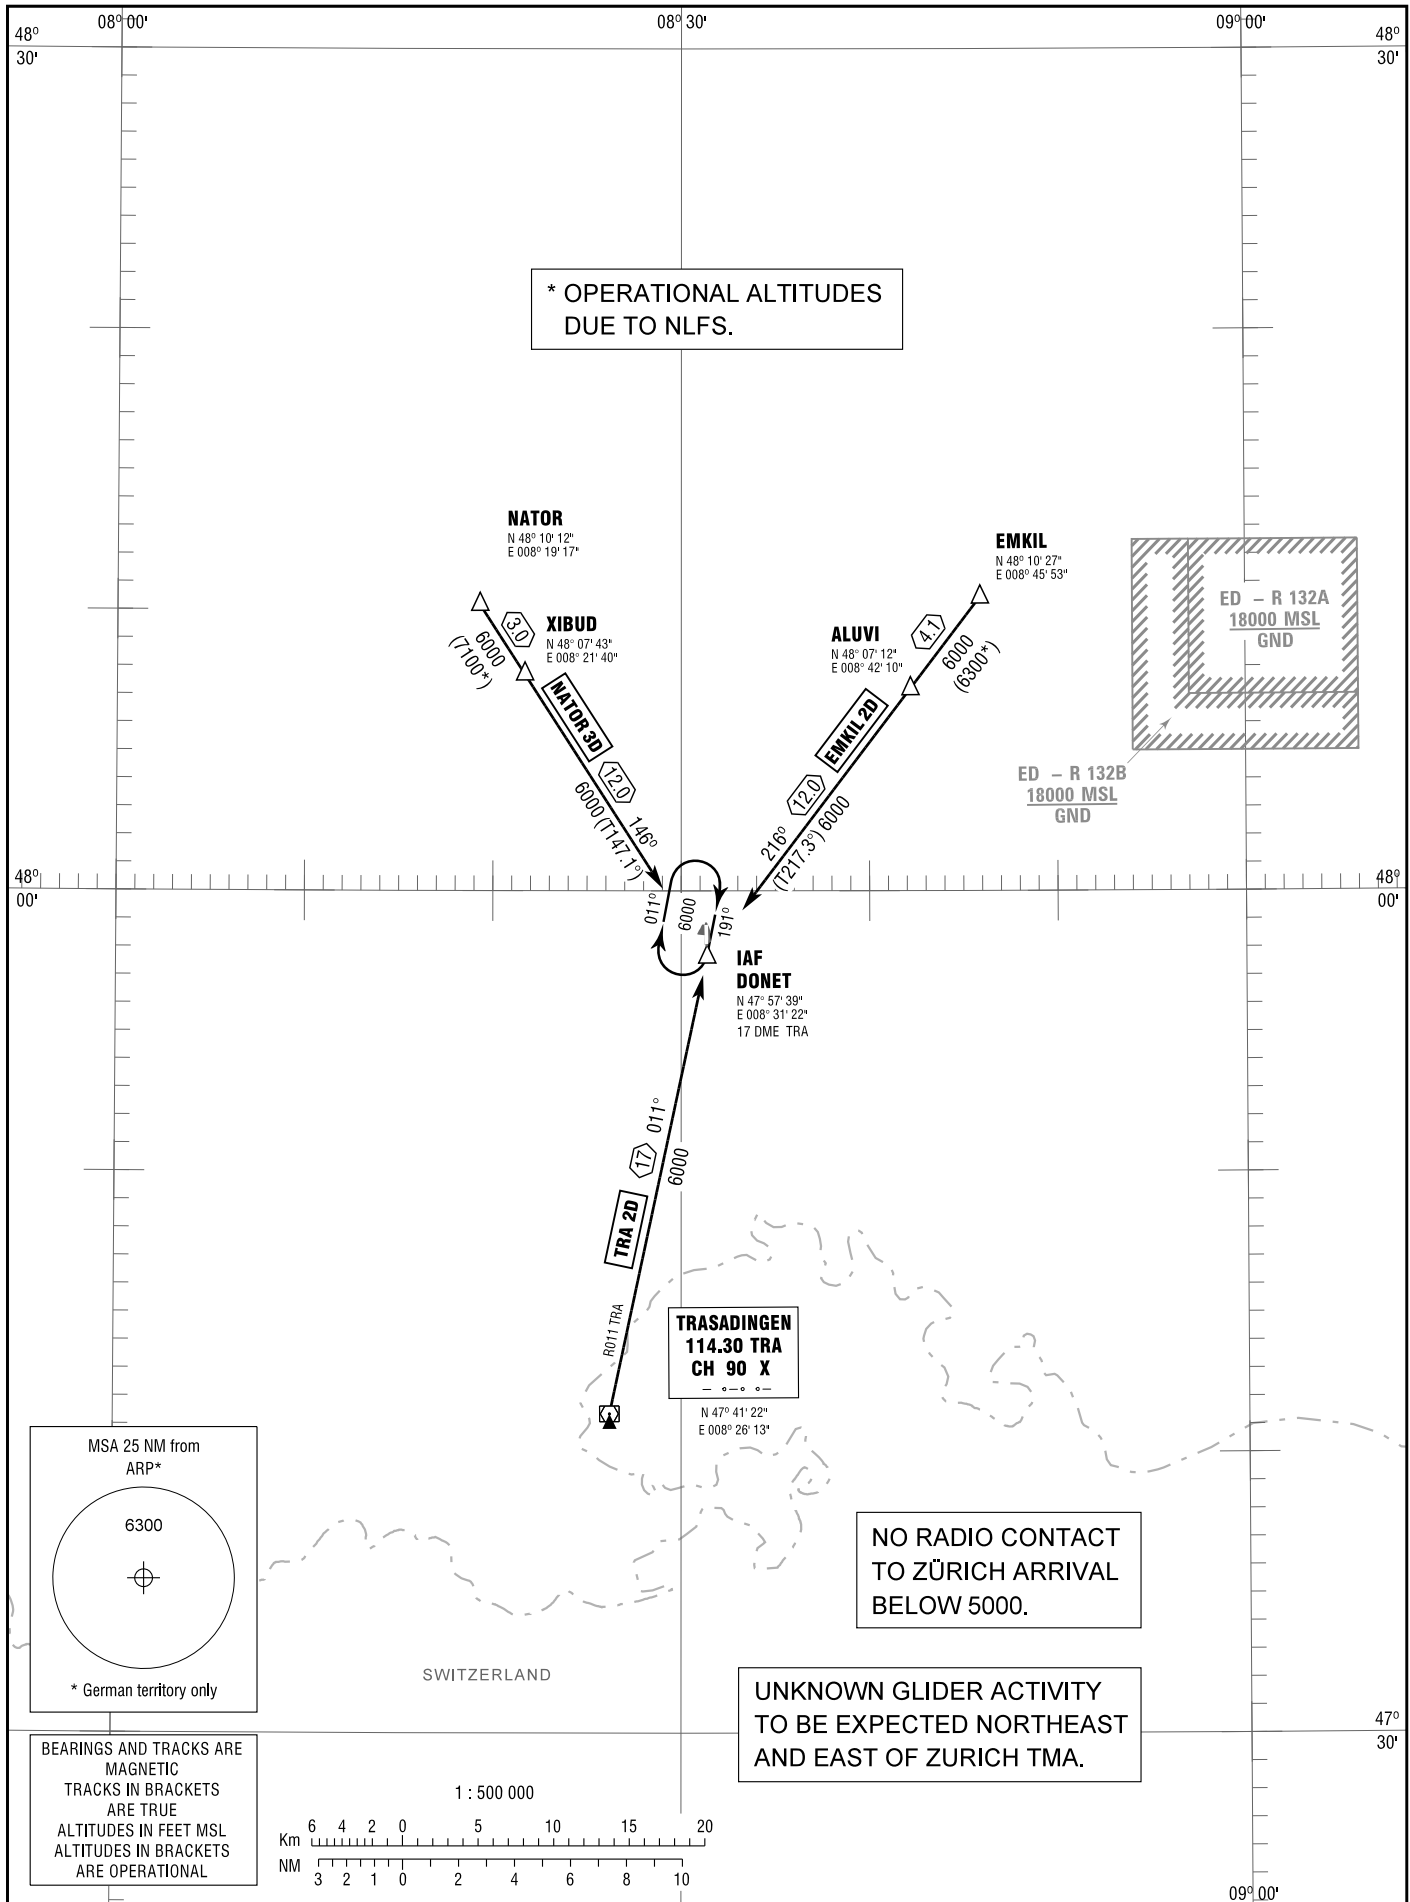 08° 00'
08° 30'
09° 00'
48°
30'
48°
30'
* OPERATIONAL ALTITUDES
DUE TO NLFS.
NATOR
N 48° 10' 12"
E 008° 19' 17"
EMKIL
N 48° 10' 27"
E 008° 45' 53"
ED – R 132A
18000 MSL
GND
3.0
6000
(7100*)
XIBUD
N 48° 07' 43"
E 008° 21' 40"
ALUVI
N 48° 07' 12"
E 008° 42' 10"
4.1
6000
(6300*)
NATOR 3D
12.0
146°
6000 (T147.1°)
EMKIL 2D
12.0
216°
(T217.3°) 6000
ED – R 132B
18000 MSL
GND
48°
00'
48°
00'
011°
6000
191°
IAF
DONET
N 47° 57' 39"
E 008° 31' 22"
17 DME TRA
TRA 2D
17
011°
6000
R011 TRA
TRASADINGEN
114.30 TRA
CH 90 X
N 47° 41' 22"
E 008° 26' 13"
MSA 25 NM from
ARP*
6300
* German territory only
NO RADIO CONTACT
TO ZÜRICH ARRIVAL
BELOW 5000.
SWITZERLAND
UNKNOWN GLIDER ACTIVITY
TO BE EXPECTED NORTHEAST
AND EAST OF ZURICH TMA.
47°
30'
BEARINGS AND TRACKS ARE
MAGNETIC
TRACKS IN BRACKETS
ARE TRUE
ALTITUDES IN FEET MSL
ALTITUDES IN BRACKETS
ARE OPERATIONAL
1 : 500 000
Km 6 4 2 0 5 10 15 20
NM 3 2 1 0 2 4 6 8 10
09° 00'